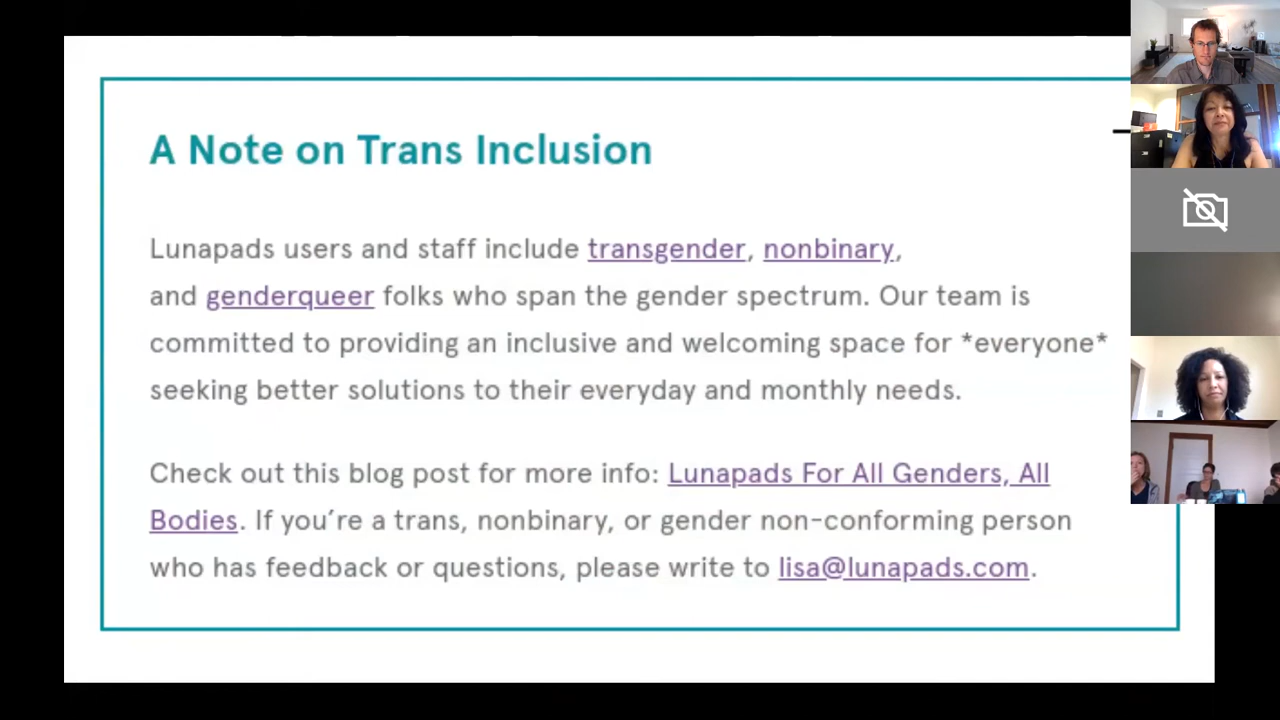 A Note on Trans Inclusion
Lunapads users and staff include transgender, nonbinary,
and genderqueer folks who span the gender spectrum. Our team is
committed to providing an inclusive and welcoming space for *everyone*
seeking better solutions to their everyday and monthly needs.
Check out this blog post for more info: Lunapads For All Genders, All
Bodies. If you’re a trans, nonbinary, or gender non-conforming person
who has feedback or questions, please write to lisa@lunapads.com.